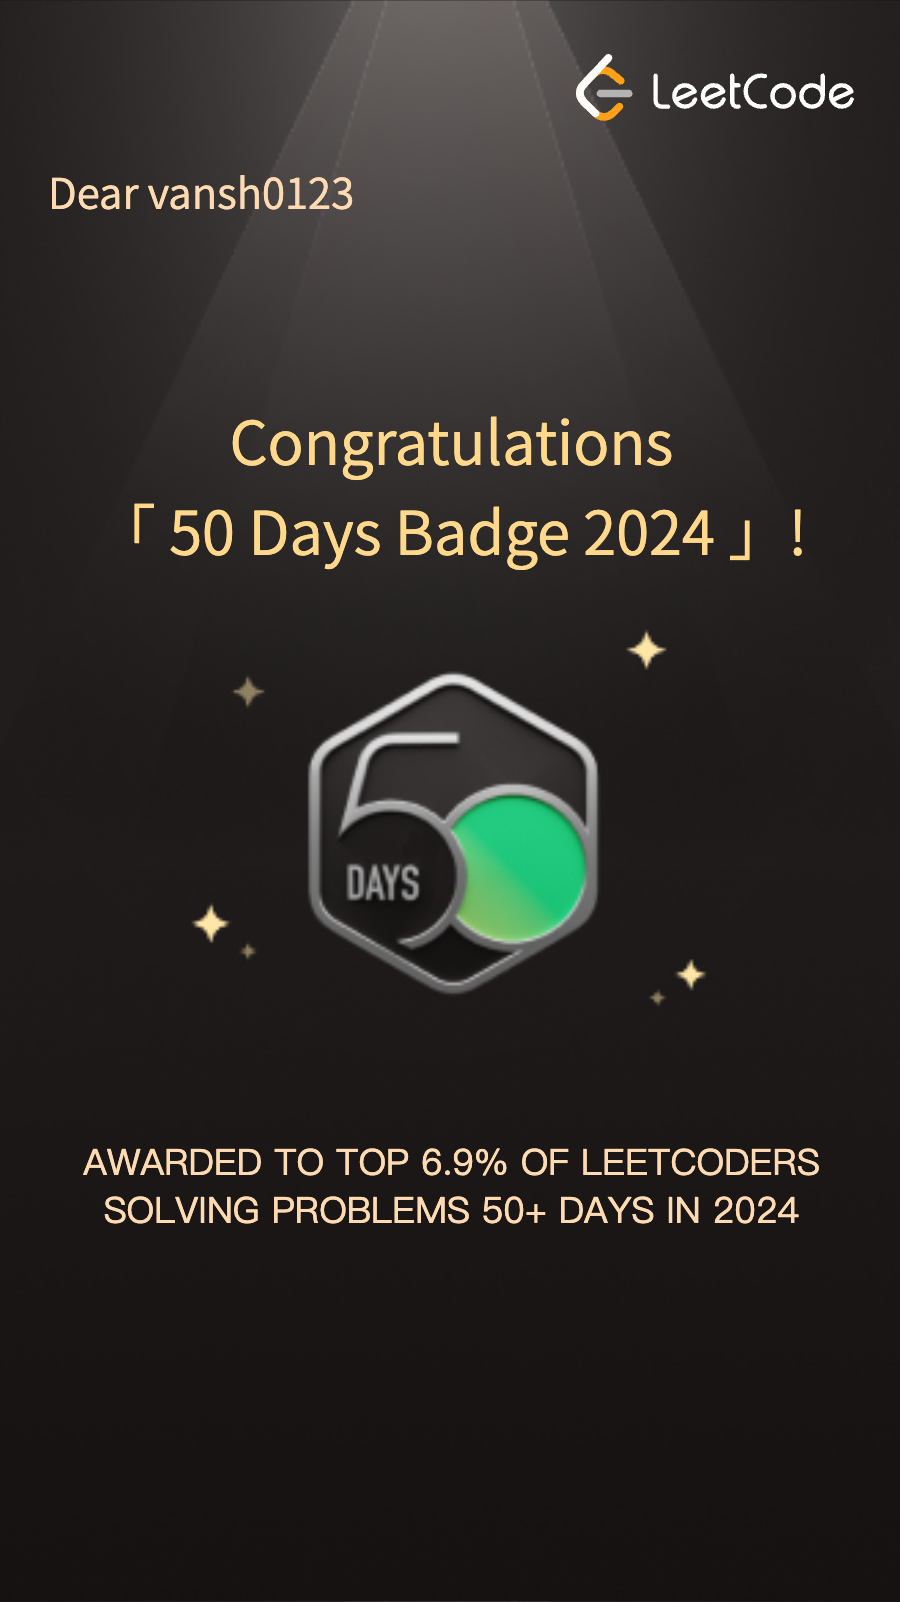 LeetCode
Dear vansh0123
Congratulations
「 50 Days Badge 2024 」!
50
DAYS
AWARDED TO TOP 6.9% OF LEETCODERS
SOLVING PROBLEMS 50+ DAYS IN 2024